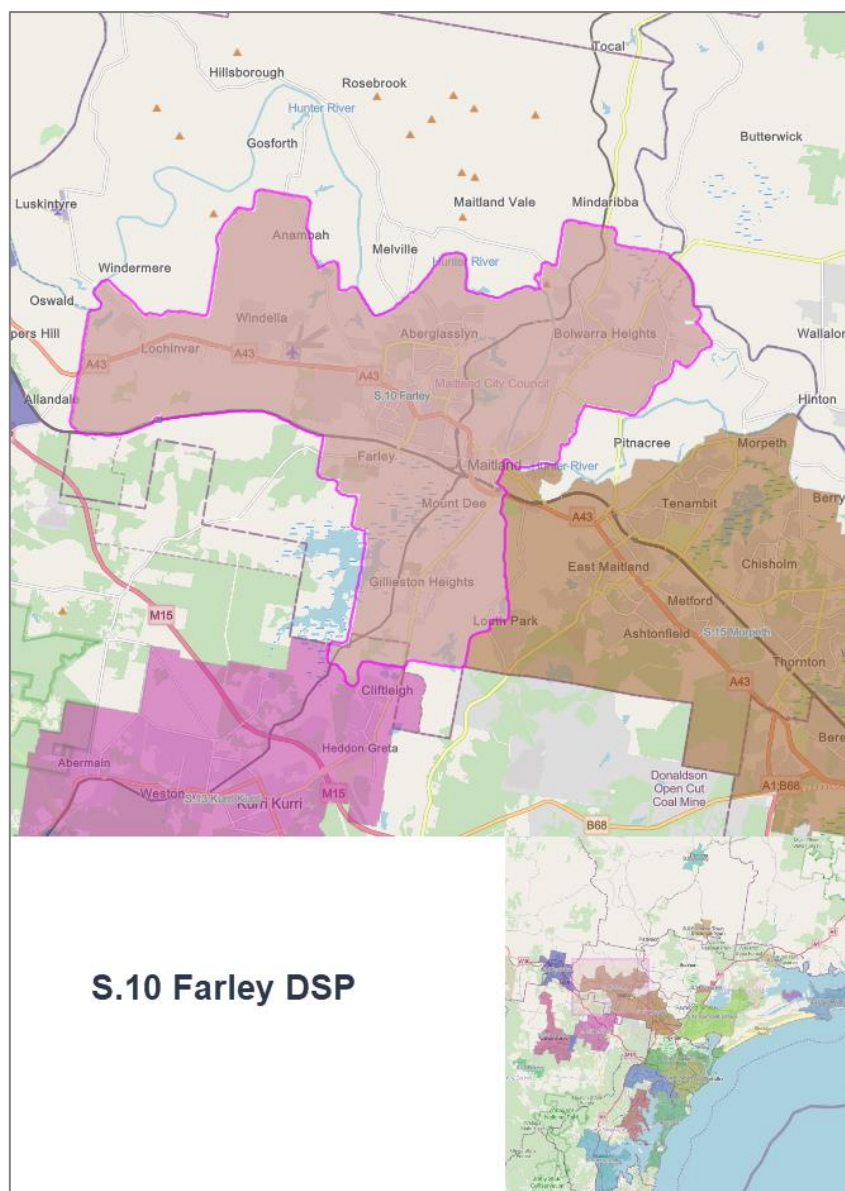 Tocal
Hillsborough
Rosebrook
Hunter River
Butterwick
Gosforth
Luskintyre
Maitland Vale
Mindaribba
Anambah
Melville
Windermere
Hunter River
Oswald
Windella
Aberglasslyn
Bolwarra Heights
Wallalon
pers Hill
A43
Lochinvar
A43
A43
Maitland City Council
S.10 Farley
Allandale
Hinton
Pitnacree
Morpeth
Farley
Maitland
Hunter River
Mount Dee
Tenambit
Berry
A43
East Maitland
Chisholm
Gillieston Heights
Metford
M15
Louth Park
Ashtonfield
S.15 Morpeth
Thornton
A43
Cliftleigh
Heddon Greta
Bere
Abermain
Donaldson
Open Cut
Coal Mine
A1;B68
Weston
M15
Kurri Kurri
B68
S.10 Farley DSP